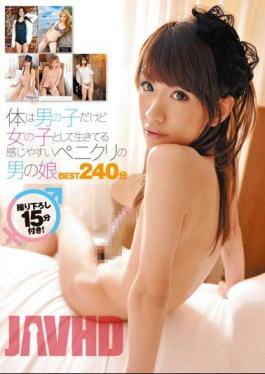 体は男の子だけど
女の子として生きてる
感じやすいペニクリの
男の娘BEST240分
撮り下ろし
15分
付き!
JAVHD